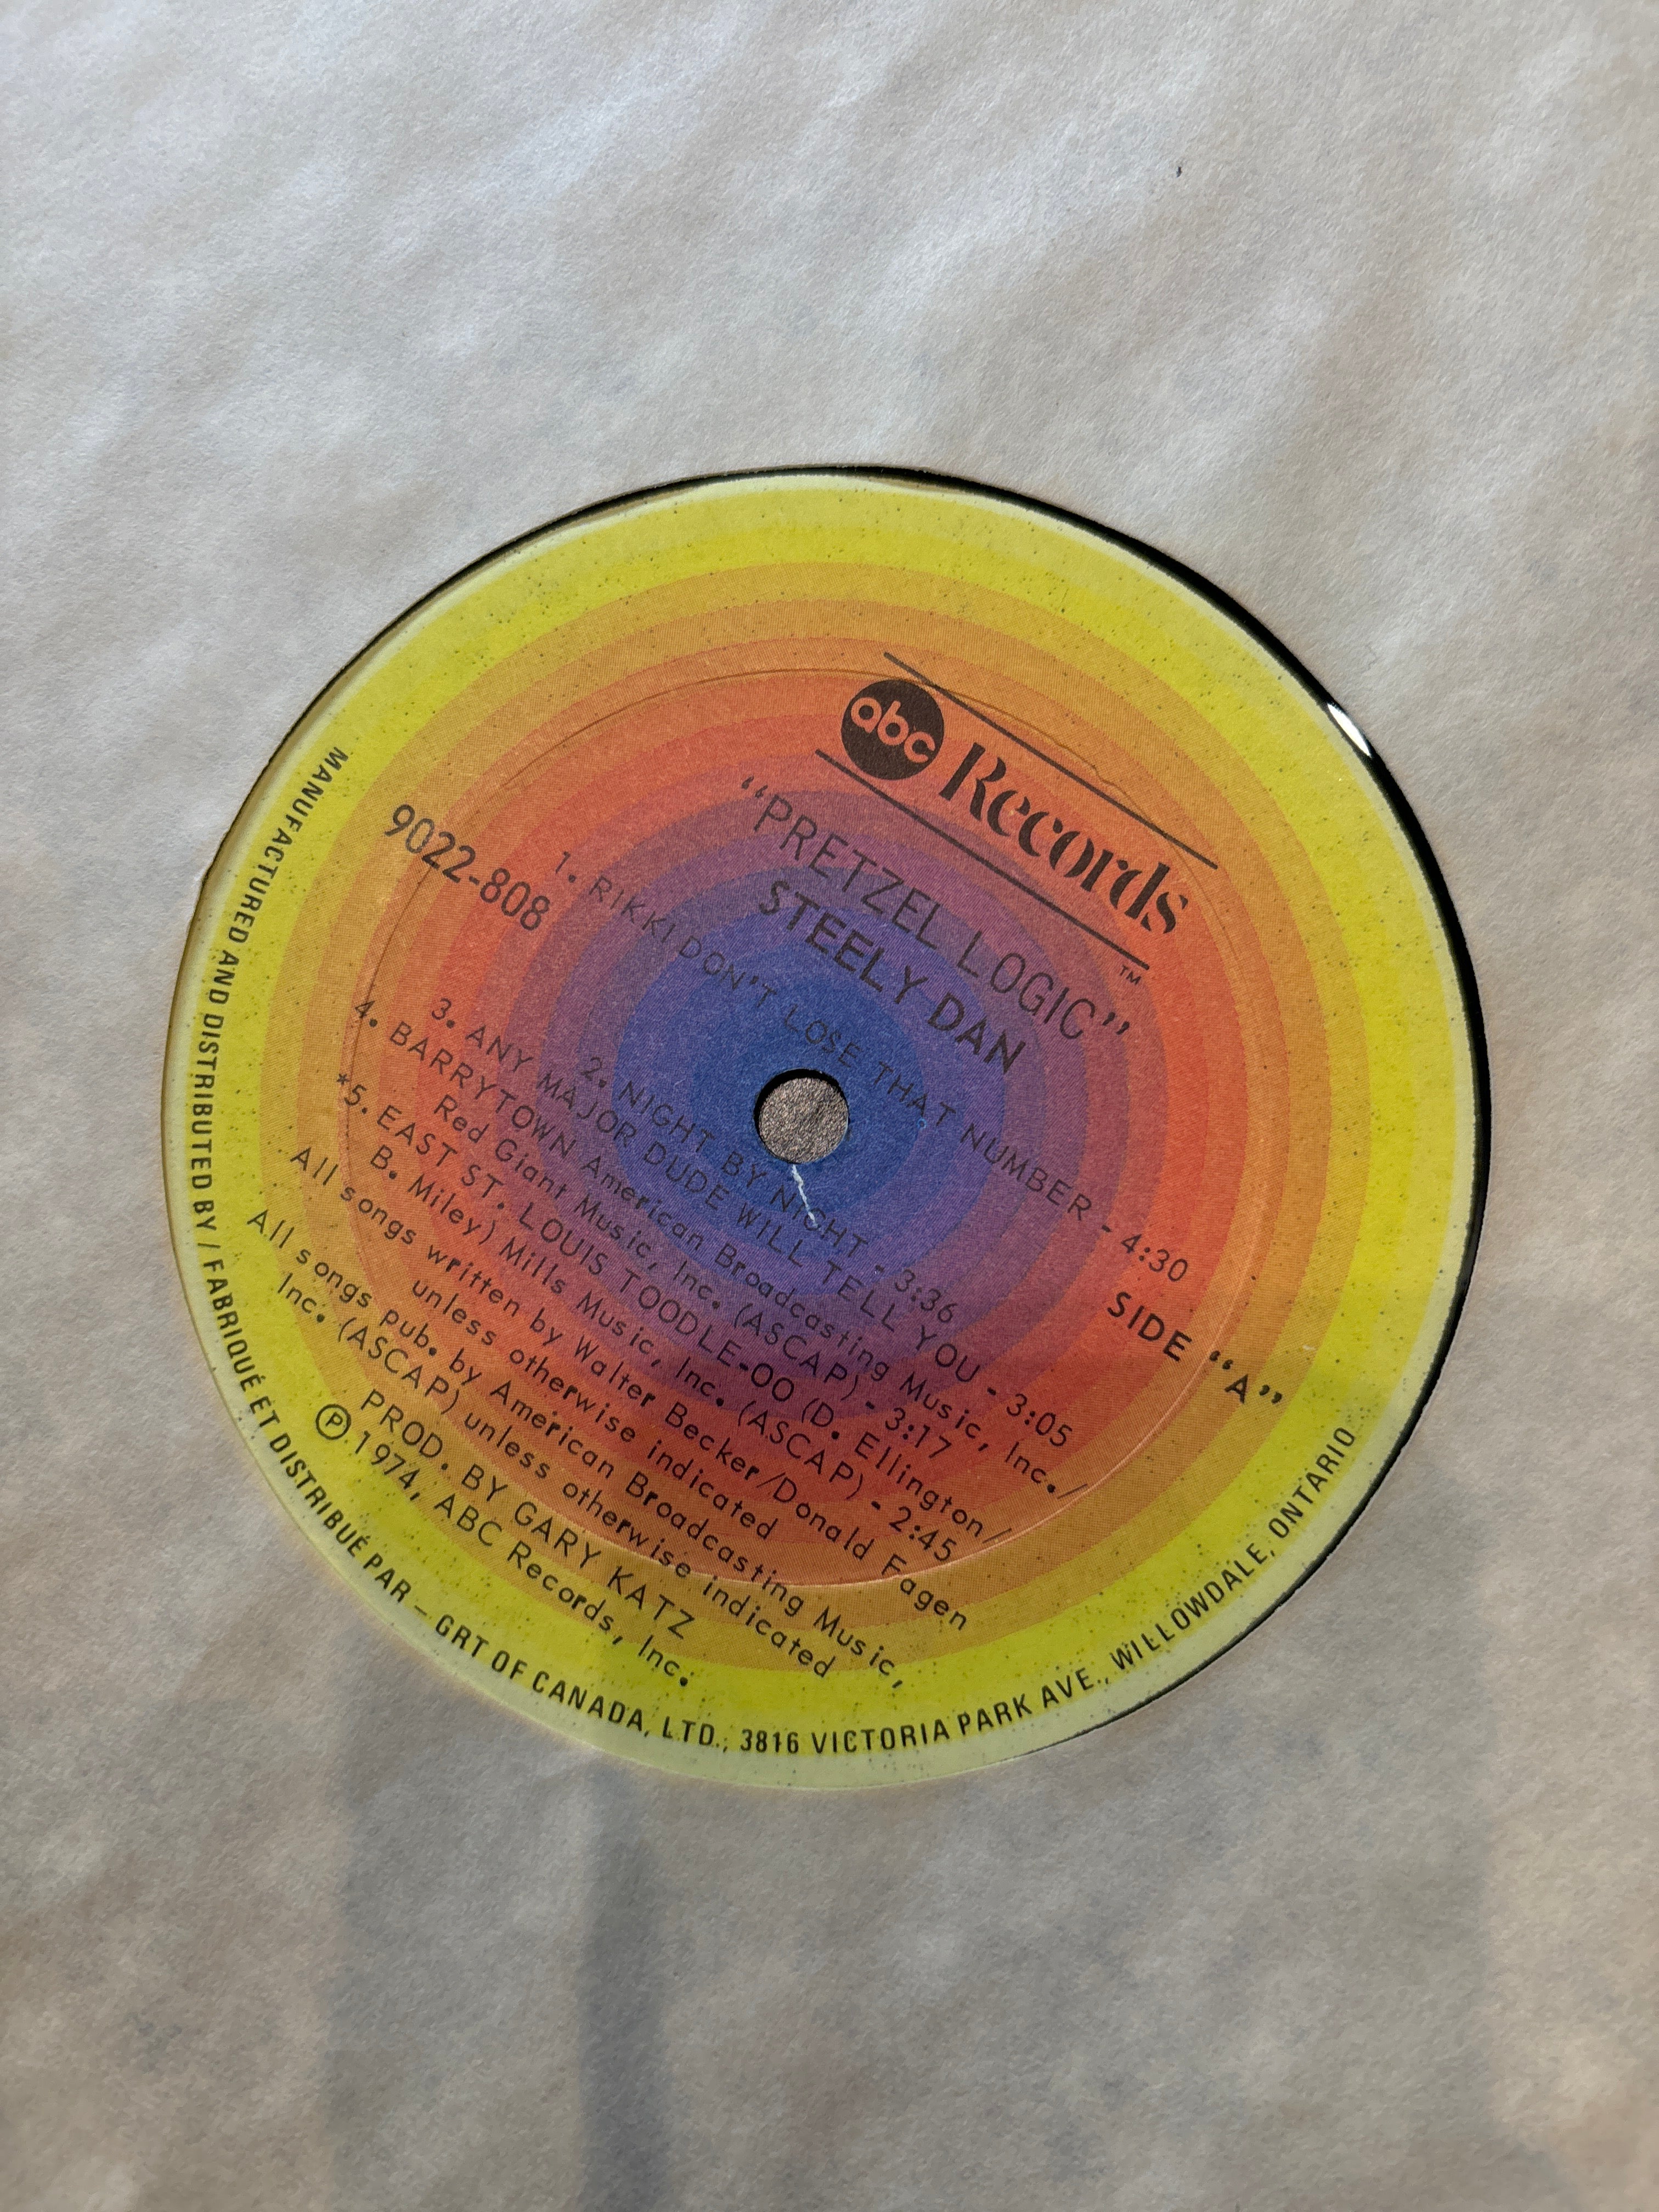 abc Records™
"PRETZEL LOGIC"
STEELY DAN
9022-808
SIDE "A"
1. RIKKI DON'T LOSE THAT NUMBER - 4:30
2. NIGHT BY NIGHT - 3:36
3. ANY MAJOR DUDE WILL TELL YOU - 3:05
4. BARRYTOWN American Broadcasting Music, Inc./
Red Giant Music, Inc. (ASCAP) - 3:17
*5. EAST ST. LOUIS TOODLE-OO (D. Ellington/
B. Miley) Mills Music, Inc. (ASCAP) - 2:45
All songs written by Walter Becker/Donald Fagen
unless otherwise indicated
All songs pub. by American Broadcasting Music,
Inc. (ASCAP) unless otherwise indicated
PROD. BY GARY KATZ
℗ 1974, ABC Records, Inc.
MANUFACTURED AND DISTRIBUTED BY / FABRIQUÉ ET DISTRIBUÉ PAR – GRT OF CANADA, LTD., 3816 VICTORIA PARK AVE., WILLOWDALE, ONTARIO